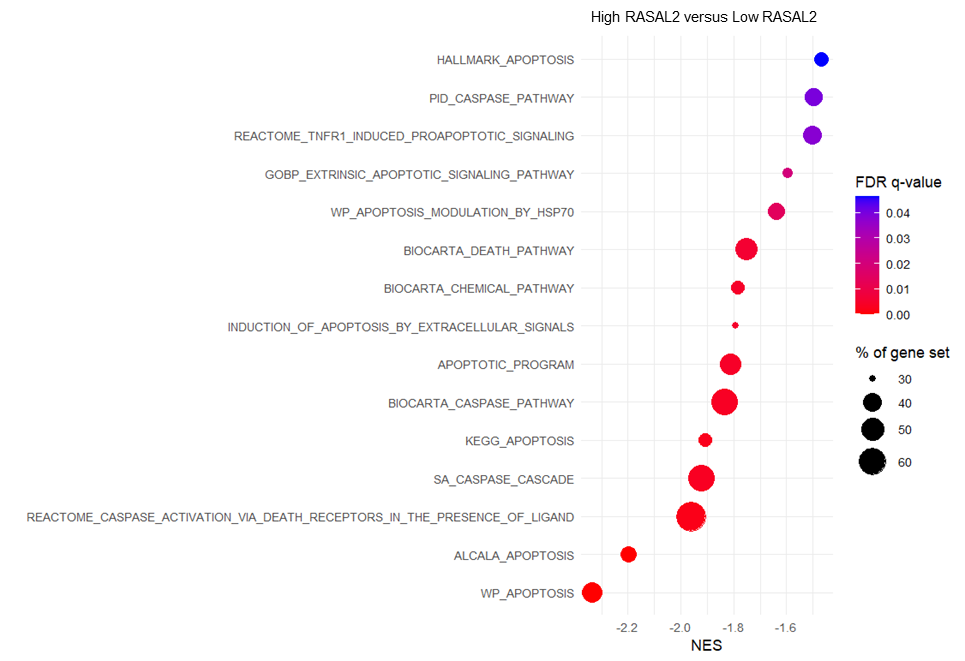 High RASAL2 versus Low RASAL2
HALLMARK_APOPTOSIS
PID_CASPASE_PATHWAY
REACTOME_TNFR1_INDUCED_PROAPOPTOTIC_SIGNALING
GOBP_EXTRINSIC_APOPTOTIC_SIGNALING_PATHWAY
WP_APOPTOSIS_MODULATION_BY_HSP70
BIOCARTA_DEATH_PATHWAY
BIOCARTA_CHEMICAL_PATHWAY
INDUCTION_OF_APOPTOSIS_BY_EXTRACELLULAR_SIGNALS
APOPTOTIC_PROGRAM
BIOCARTA_CASPASE_PATHWAY
KEGG_APOPTOSIS
SA_CASPASE_CASCADE
REACTOME_CASPASE_ACTIVATION_VIA_DEATH_RECEPTORS_IN_THE_PRESENCE_OF_LIGAND
ALCALA_APOPTOSIS
WP_APOPTOSIS
-2.2 -2.0 -1.8 -1.6
NES
FDR q-value
0.04
0.03
0.02
0.01
0.00
% of gene set
30
40
50
60